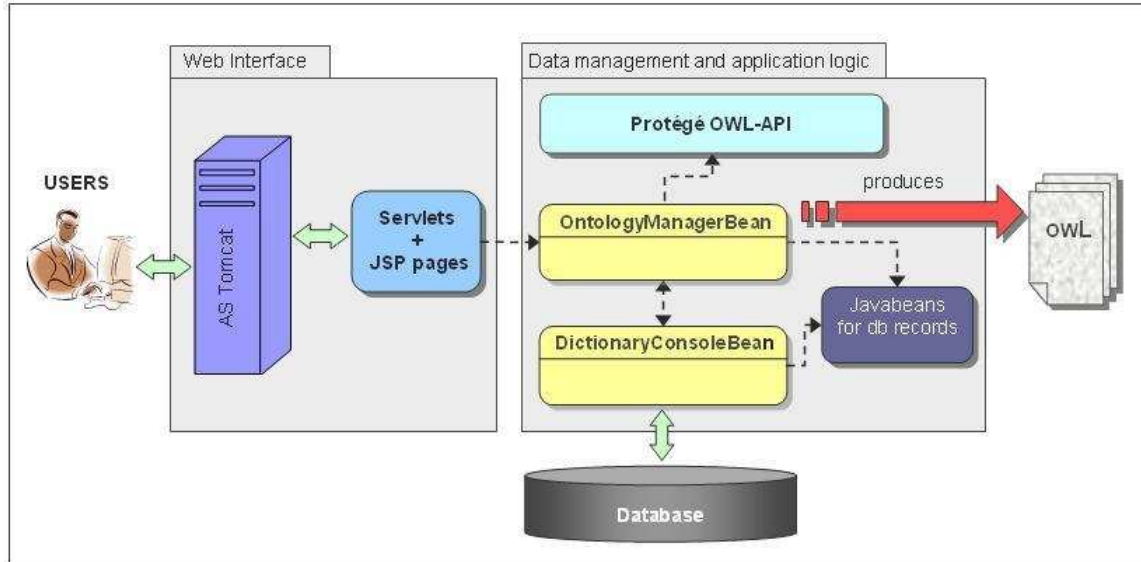 Web Interface
Data management and application logic
Protégé OWL-API
USERS
produces
AS Tomcat
Servlets
+
JSP pages
OntologyManagerBean
OWL
Javabeans
for db records
DictionaryConsoleBean
Database